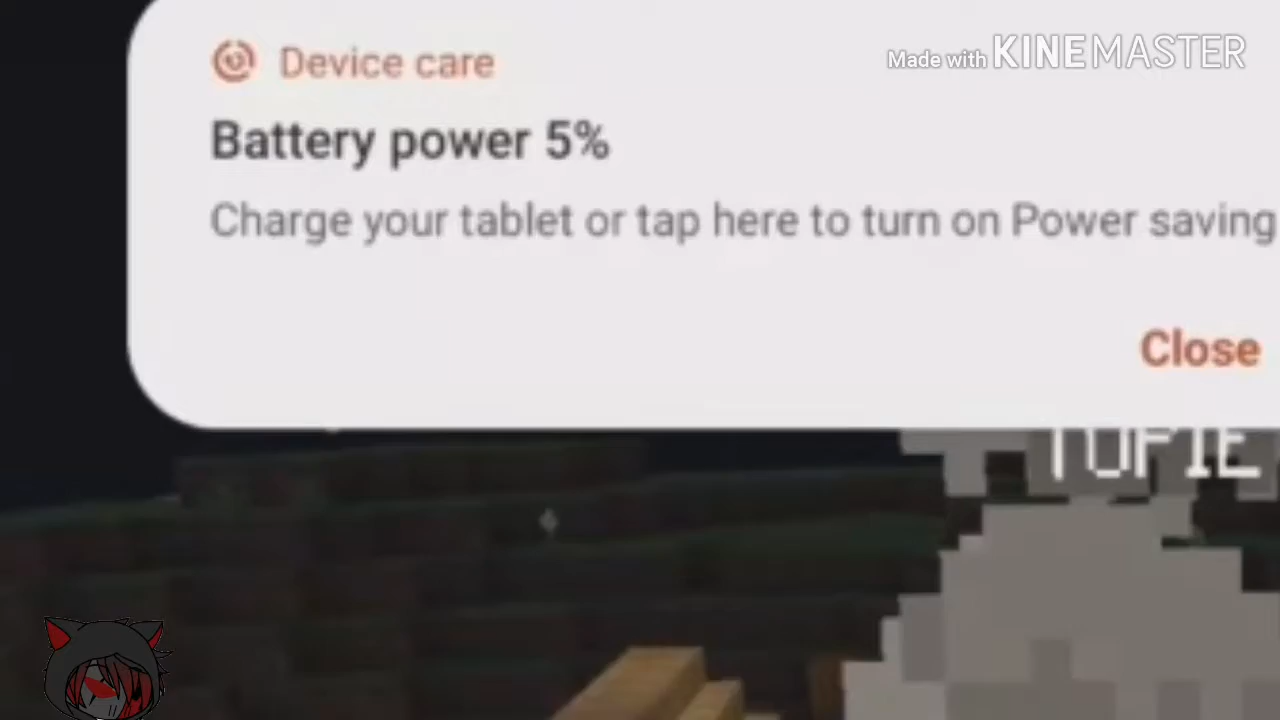 Device care
Made with KINEMASTER
Battery power 5%
Charge your tablet or tap here to turn on Power saving
Close